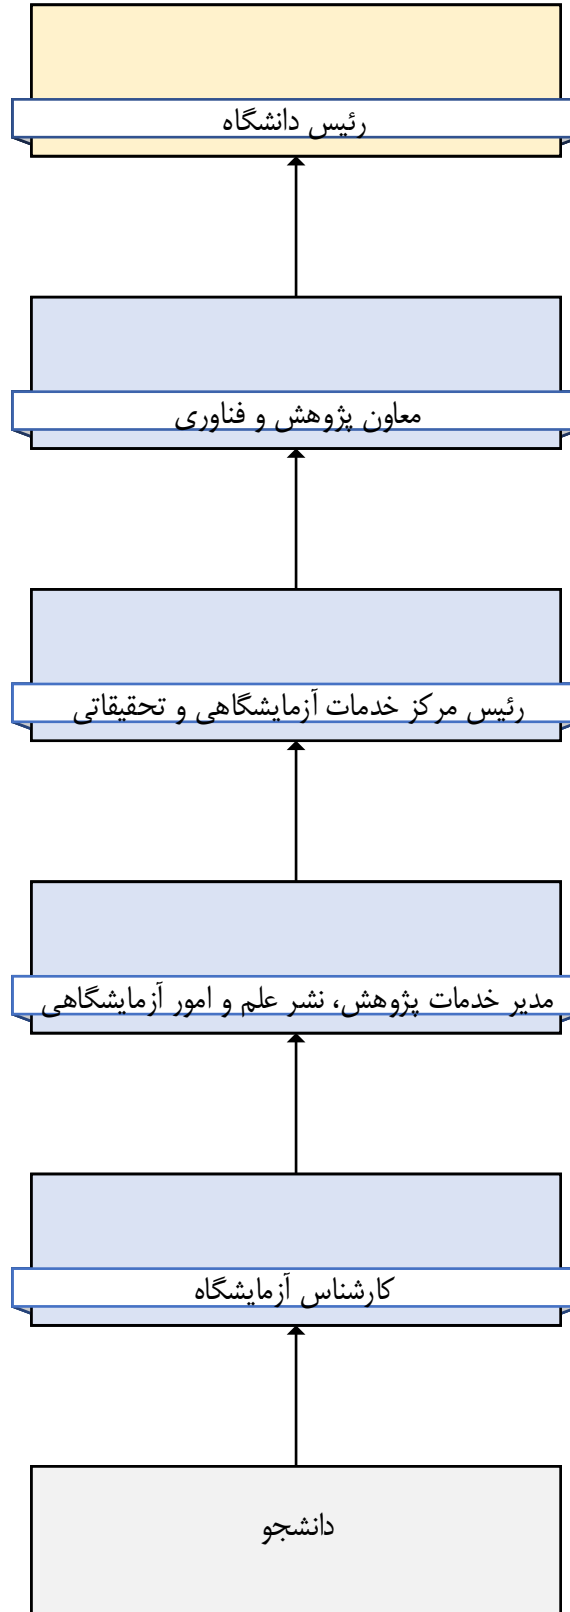 رئیس دانشگاه
معاون پژوهش و فناوری
رئیس مرکز خدمات آزمایشگاهی و تحقیقاتی
مدیر خدمات پژوهش، نشر علم و امور آزمایشگاهی
کارشناس آزمایشگاه
دانشجو